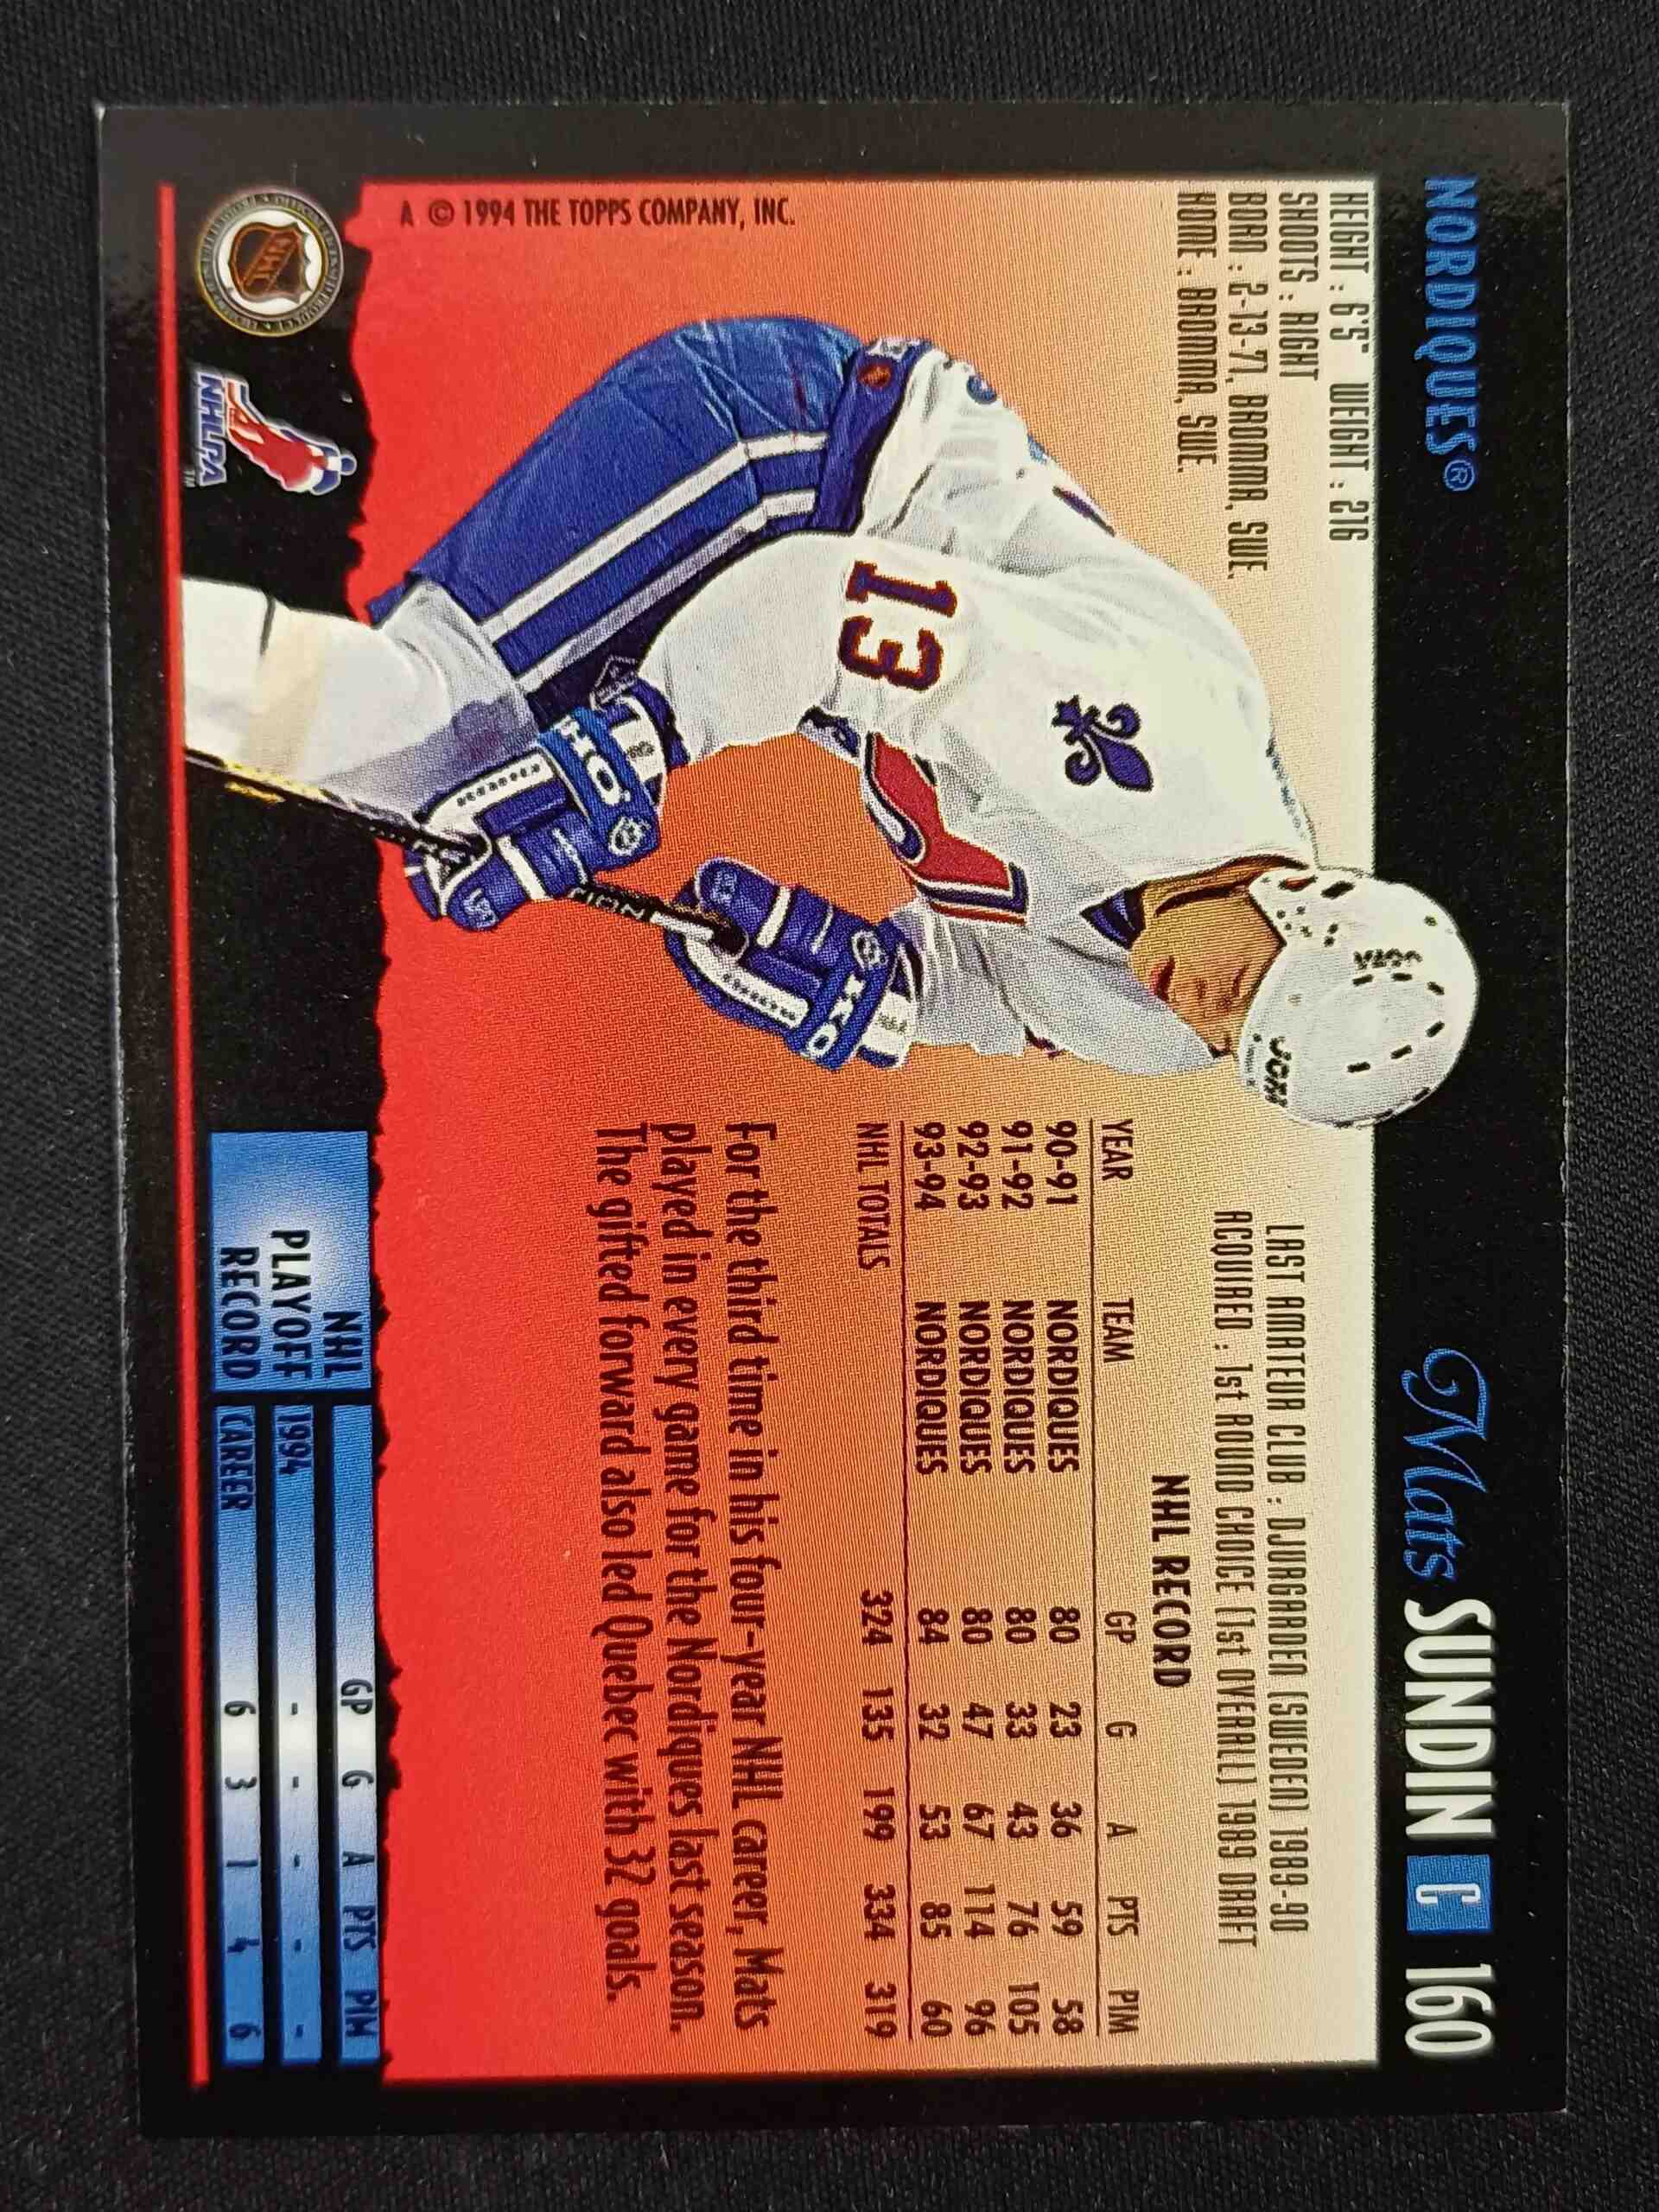 NORDIQUES®
Mats SUNDIN C 160
HEIGHT : 6'5" WEIGHT : 216
SHOOTS : RIGHT
BORN : 2-13-71, BROMMA, SWE.
HOME : BROMMA, SWE.
LAST AMATEUR CLUB : DJURGARDEN (SWEDEN) 1989-90
ACQUIRED : 1st ROUND CHOICE (1st OVERALL) 1989 DRAFT
NHL RECORD
YEAR TEAM GP G A PTS PIM
90-91 NORDIQUES 80 23 36 59 58
91-92 NORDIQUES 80 33 43 76 105
92-93 NORDIQUES 80 47 67 114 96
93-94 NORDIQUES 84 32 53 85 60
NHL TOTALS 324 135 199 334 319
For the third time in his four-year NHL career, Mats
played in every game for the Nordiques last season.
The gifted forward also led Quebec with 32 goals.
13
JOFA
A © 1994 THE TOPPS COMPANY, INC.
NHL
NHLPA
TM
NHL
PLAYOFF
RECORD
GP G A PTS PIM
1994 - - - - -
CAREER 6 3 1 4 6